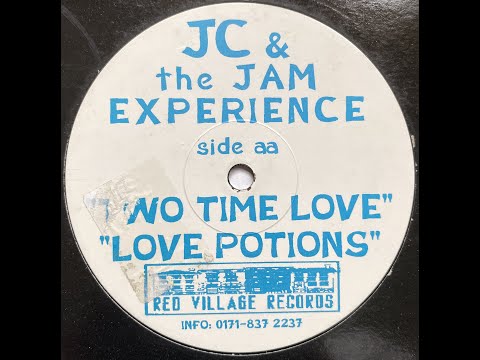 JC &
the JAM
EXPERIENCE
side aa
"TWO TIME LOVE"
"LOVE POTIONS"
RED VILLAGE RECORDS
INFO: 0171-837 2237